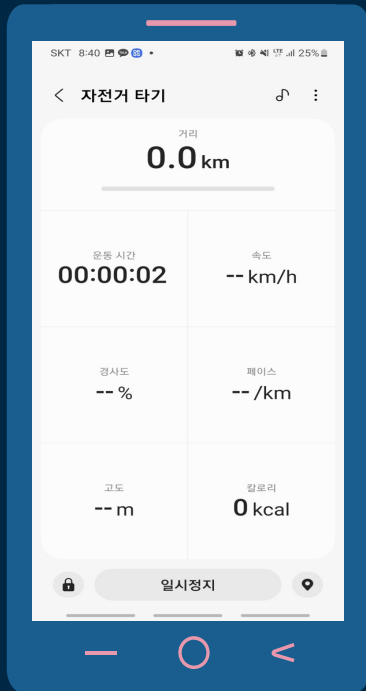 SKT 8:40 LTE 25%
자전거 타기
거리
0.0 km
운동 시간
00:00:02
속도
-- km/h
경사도
-- %
페이스
-- /km
고도
-- m
칼로리
0 kcal
일시정지